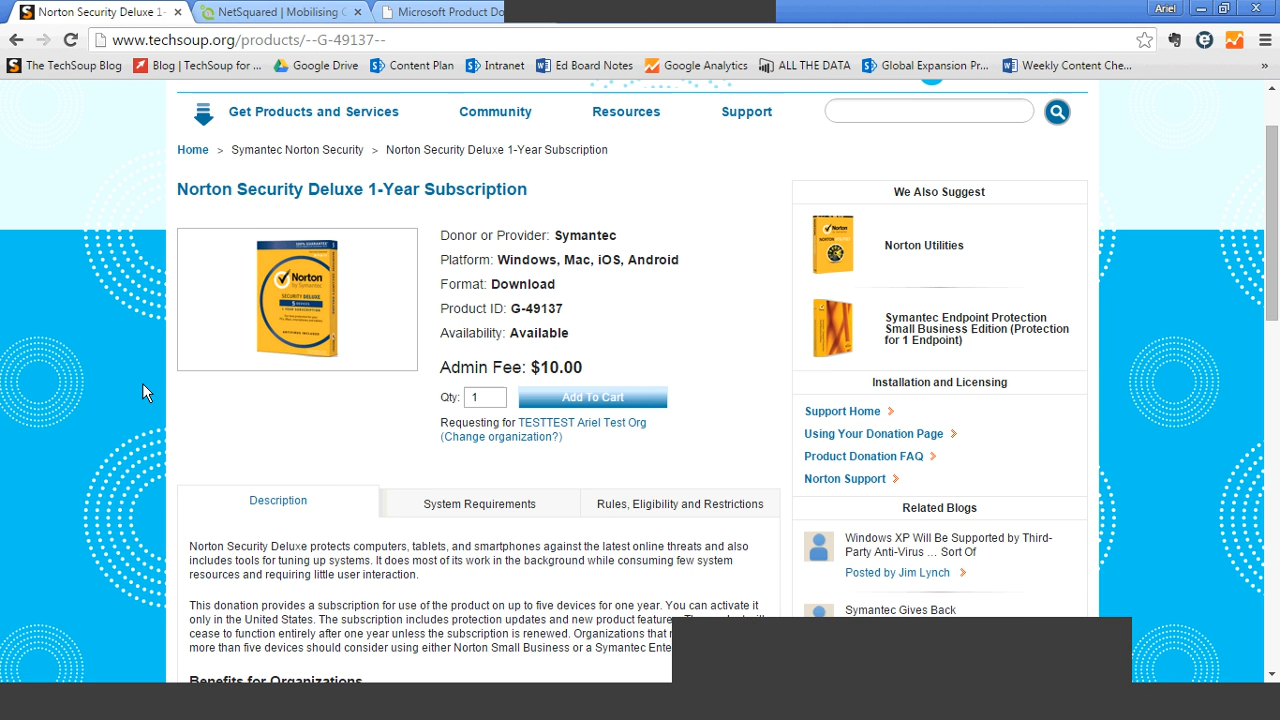 Norton Security Deluxe 1-
NetSquared | Mobilising
Microsoft Product Do
Ariel
www.techsoup.org/products/--G-49137--
The TechSoup Blog
Blog | TechSoup for ...
Google Drive
Content Plan
Intranet
Ed Board Notes
Google Analytics
ALL THE DATA
Global Expansion Pr...
Weekly Content Che...
Get Products and Services
Community
Resources
Support
Home > Symantec Norton Security > Norton Security Deluxe 1-Year Subscription
Norton Security Deluxe 1-Year Subscription
Norton
by Symantec
SECURITY DELUXE
Donor or Provider: Symantec
Platform: Windows, Mac, iOS, Android
Format: Download
Product ID: G-49137
Availability: Available
Admin Fee: $10.00
Qty: 1
Add To Cart
Requesting for TESTTEST Ariel Test Org
(Change organization?)
We Also Suggest
Norton
Norton Utilities
Symantec Endpoint Protection
Small Business Edition (Protection
for 1 Endpoint)
Installation and Licensing
Support Home
Using Your Donation Page
Product Donation FAQ
Norton Support
Related Blogs
Windows XP Will Be Supported by Third-
Party Anti-Virus … Sort Of
Posted by Jim Lynch
Symantec Gives Back
Description
System Requirements
Rules, Eligibility and Restrictions
Norton Security Deluxe protects computers, tablets, and smartphones against the latest online threats and also
includes tools for tuning up systems. It does most of its work in the background while consuming few system
resources and requiring little user interaction.
This donation provides a subscription for use of the product on up to five devices for one year. You can activate it
only in the United States. The subscription includes protection updates and new product features. The product will
cease to function entirely after one year unless the subscription is renewed. Organizations that
more than five devices should consider using either Norton Small Business or a Symantec Ente
Benefits for Organizations